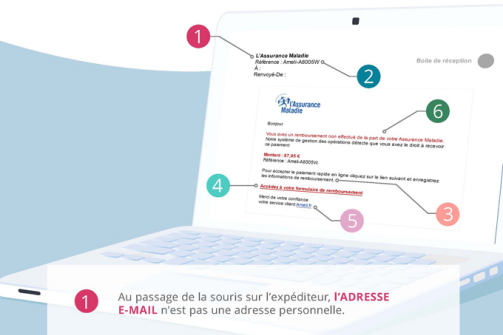 1
L'Assurance Maladie
Référence : Ameli-A8005W
À :
Renvoyé-De :
2
Boite de réception
l'Assurance
Maladie
6
Bonjour
Vous avez un remboursement non effectué de la part de votre Assurance Maladie.
Notre système de gestion des opérations détecte que vous avez le droit à recevoir
ce paiement.
Montant : 87,95 €
Référence : Ameli-A8005W.
Pour accepter le paiement rapide en ligne cliquez sur le lien suivant et enregistrez
les informations de remboursement.
4
Accédez à votre formulaire de remboursement
3
Merci de votre confiance
votre service client ameli.fr
5
1
Au passage de la souris sur l'expéditeur, l'ADRESSE
E-MAIL n'est pas une adresse personnelle.